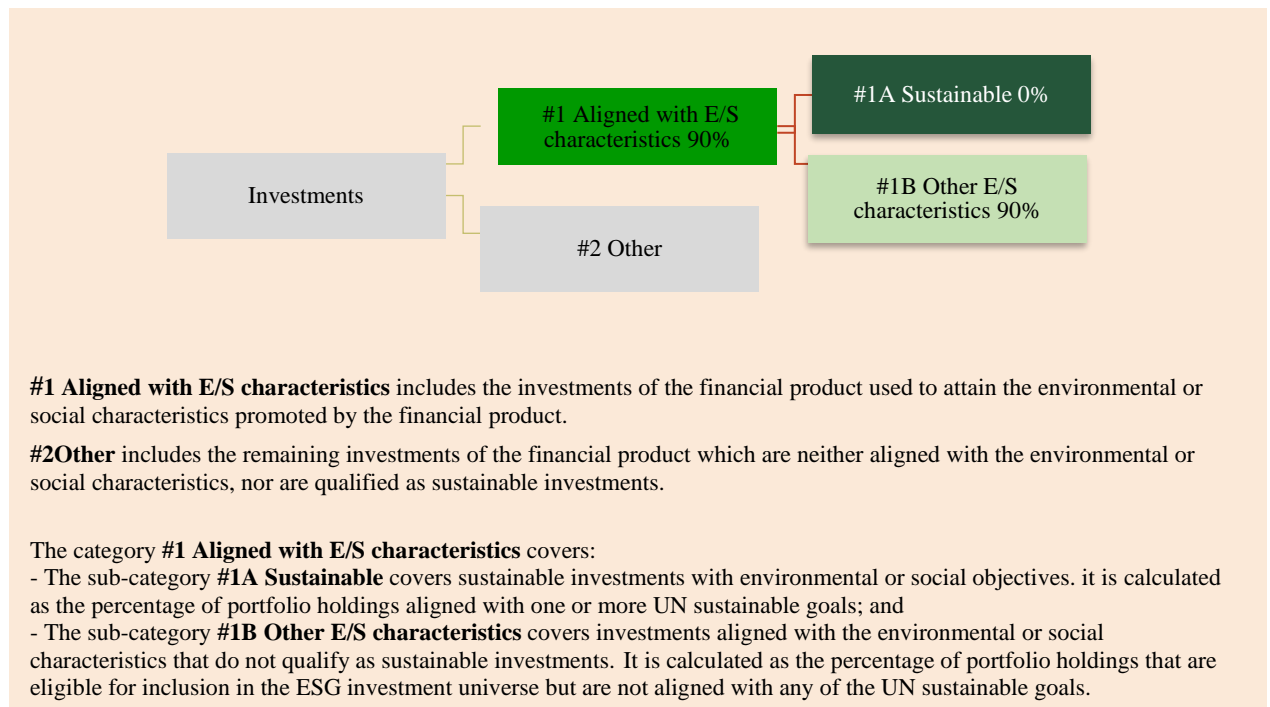 #1A Sustainable 0%
#1 Aligned with E/S
characteristics 90%
#1B Other E/S
characteristics 90%
Investments
#2 Other
#1 Aligned with E/S characteristics includes the investments of the financial product used to attain the environmental or
social characteristics promoted by the financial product.
#2Other includes the remaining investments of the financial product which are neither aligned with the environmental or
social characteristics, nor are qualified as sustainable investments.
The category #1 Aligned with E/S characteristics covers:
- The sub-category #1A Sustainable covers sustainable investments with environmental or social objectives. it is calculated
as the percentage of portfolio holdings aligned with one or more UN sustainable goals; and
- The sub-category #1B Other E/S characteristics covers investments aligned with the environmental or social
characteristics that do not qualify as sustainable investments. It is calculated as the percentage of portfolio holdings that are
eligible for inclusion in the ESG investment universe but are not aligned with any of the UN sustainable goals.